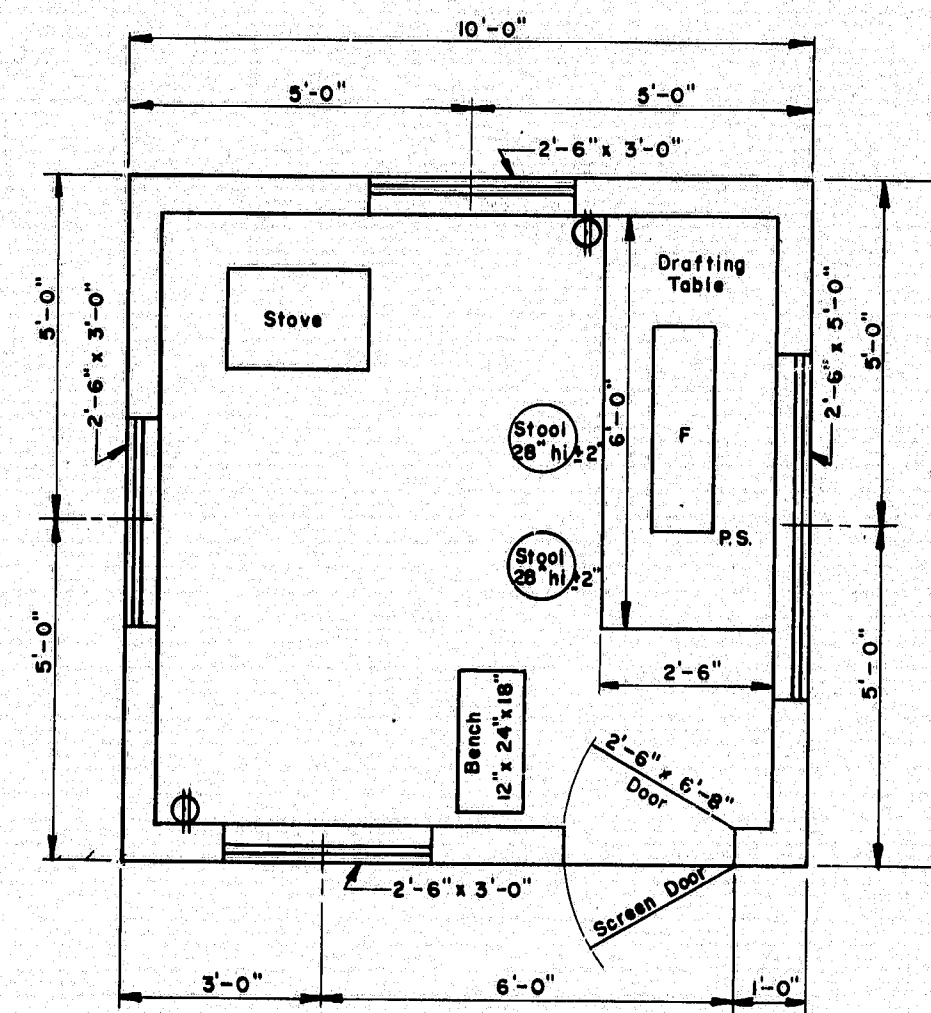 10'-0"
5'-0"
5'-0"
2'-6" x 3'-0"
Drafting
Table
5'-0"
2'-6" x 3'-0"
Stove
2'-6" x 5'-0"
5'-0"
6'-0"
F
Stool
28" hi ±2"
P.S.
Stool
28" hi ±2"
5'-0"
5'-0"
2'-6"
Bench
12" x 24" x 18"
2'-6" x 6'-8"
Door
2'-6" x 3'-0"
Screen Door
3'-0"
6'-0"
1'-0"